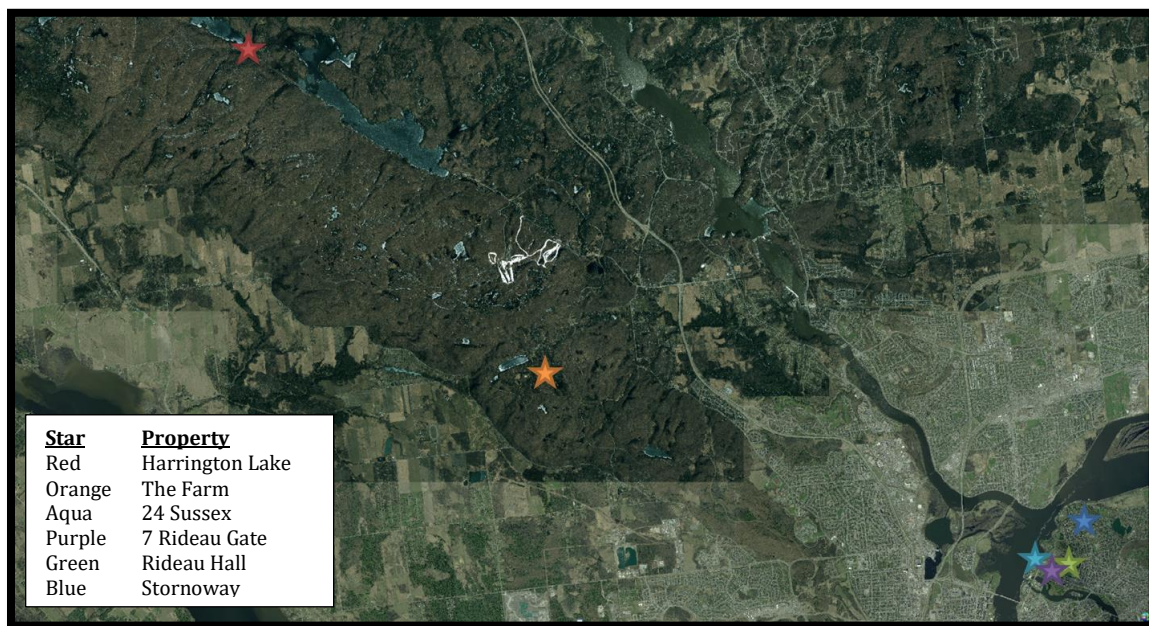 Star Property
Red Harrington Lake
Orange The Farm
Aqua 24 Sussex
Purple 7 Rideau Gate
Green Rideau Hall
Blue Stornoway